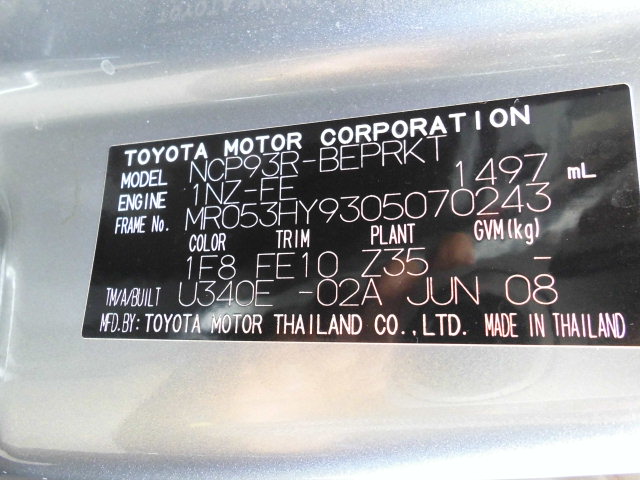 TOYOTA MOTOR CORPORATION
MODEL NCP93R-BEPRKT
ENGINE 1NZ-FE 1497 mL
FRAME No. MR053HY9305070243
COLOR TRIM PLANT GVM(kg)
1F8 FE10 Z35 -
TM/A/BUILT U340E -02A JUN 08
MFD.BY: TOYOTA MOTOR THAILAND CO.,LTD. MADE IN THAILAND